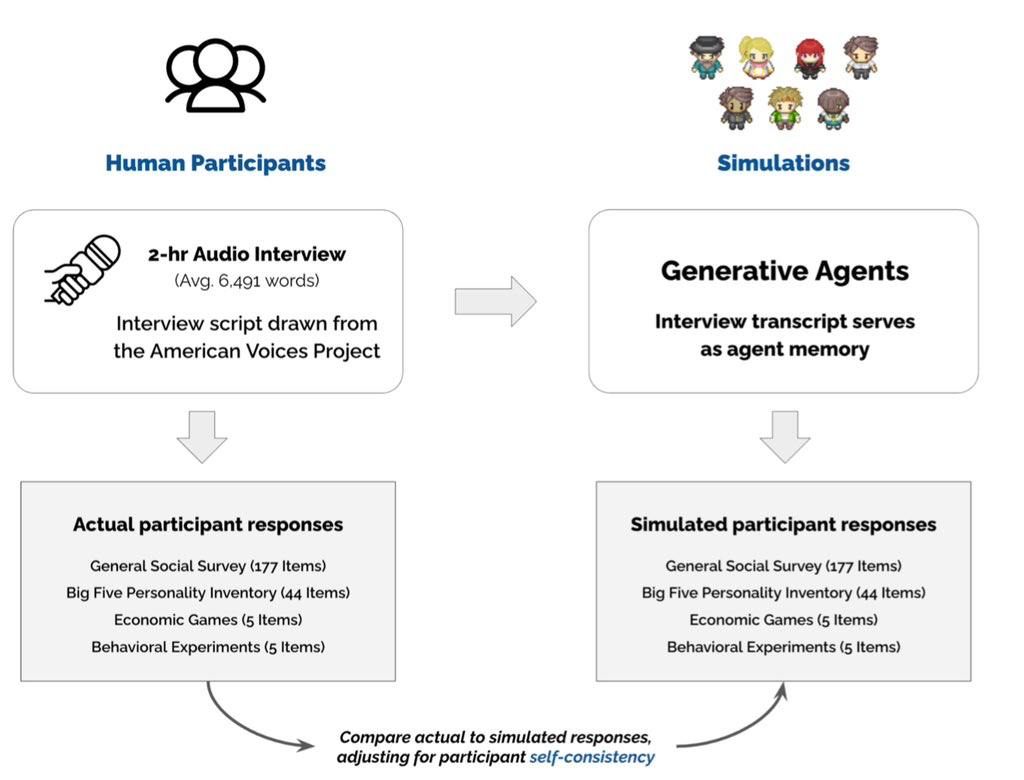 Human Participants
Simulations
2-hr Audio Interview
(Avg. 6,491 words)
Interview script drawn from
the American Voices Project
Generative Agents
Interview transcript serves
as agent memory
Actual participant responses
General Social Survey (177 Items)
Big Five Personality Inventory (44 Items)
Economic Games (5 Items)
Behavioral Experiments (5 Items)
Simulated participant responses
General Social Survey (177 Items)
Big Five Personality Inventory (44 Items)
Economic Games (5 Items)
Behavioral Experiments (5 Items)
Compare actual to simulated responses,
adjusting for participant self-consistency